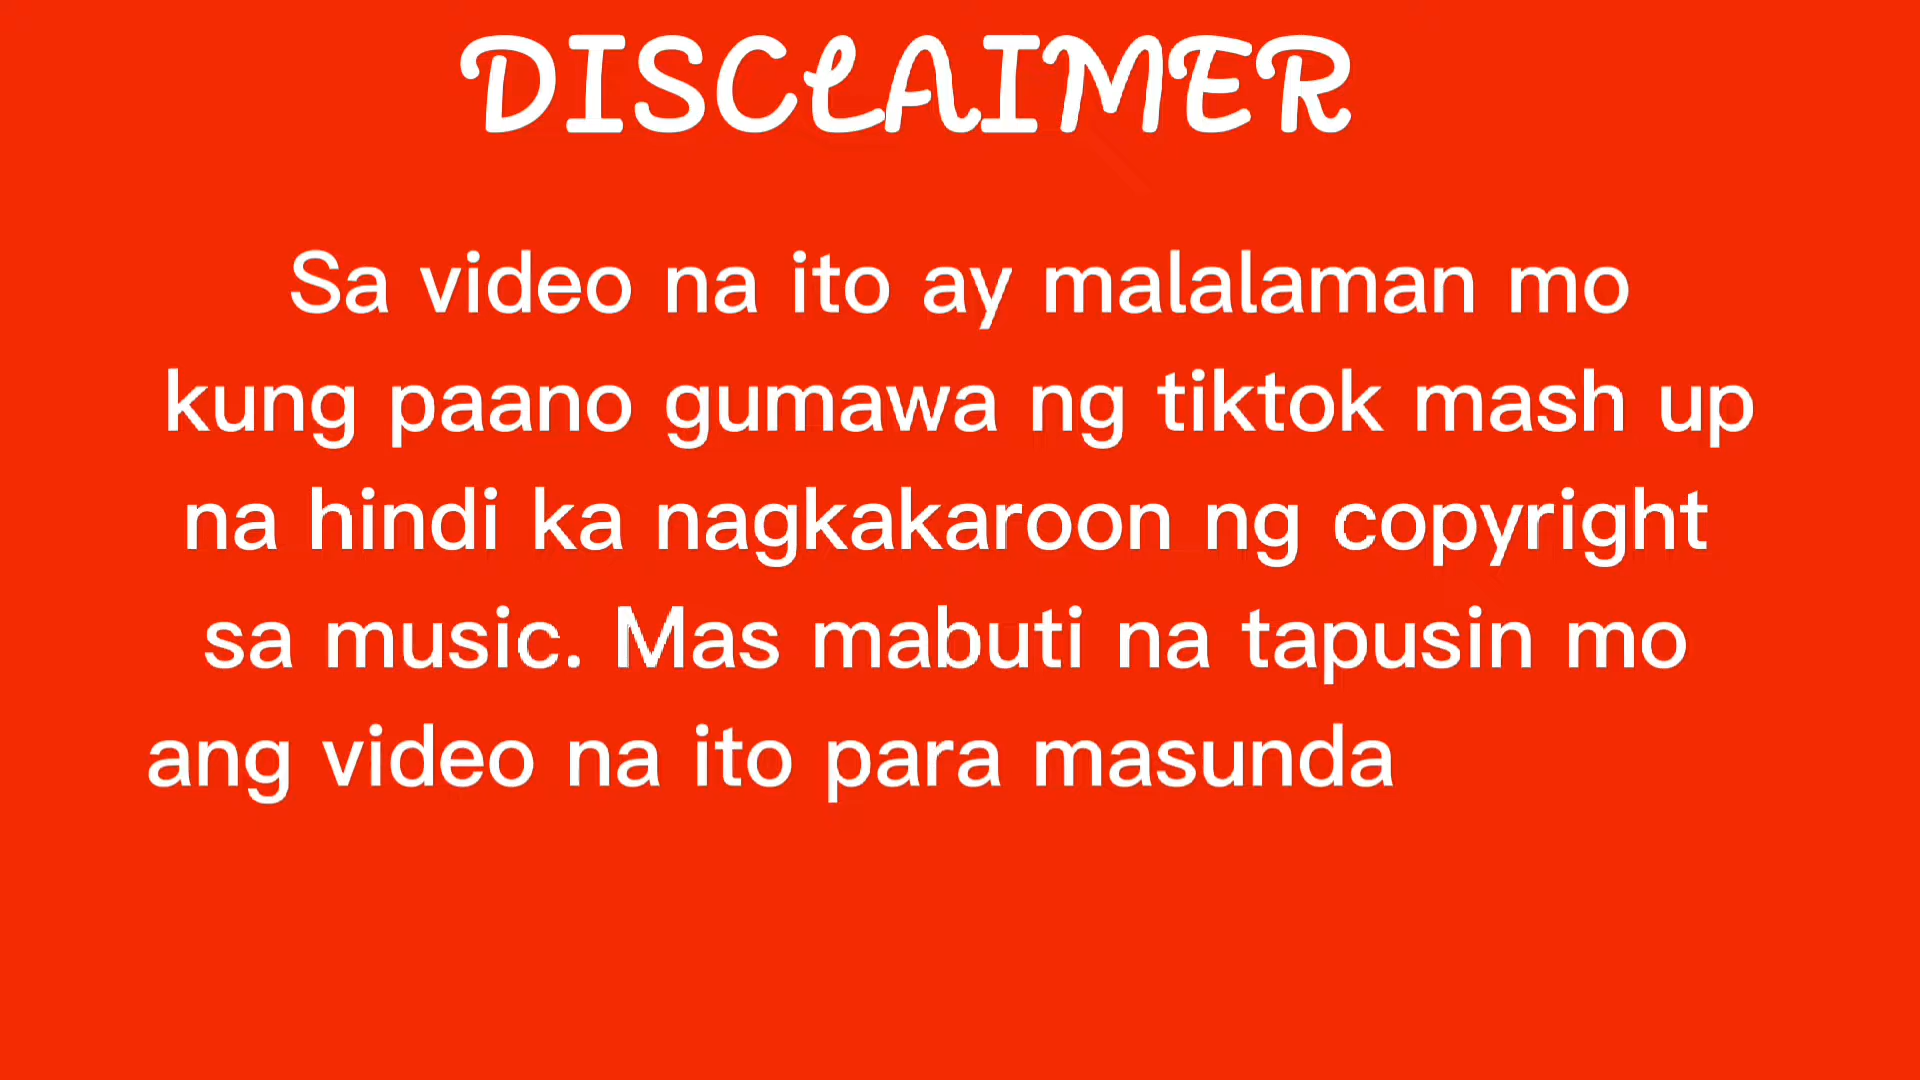 DISCLAIMER
Sa video na ito ay malalaman mo
kung paano gumawa ng tiktok mash up
na hindi ka nagkakaroon ng copyright
sa music. Mas mabuti na tapusin mo
ang video na ito para masunda